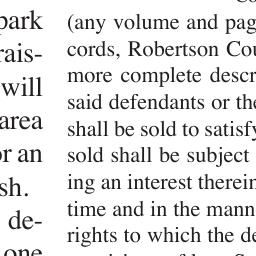 park
rais-
will
area
or an
sh.
de-
one
(any volume and pag
cords, Robertson Cou
more complete descr
said defendants or the
shall be sold to satisfy
sold shall be subject
ing an interest therein
time and in the mann
rights to which the de